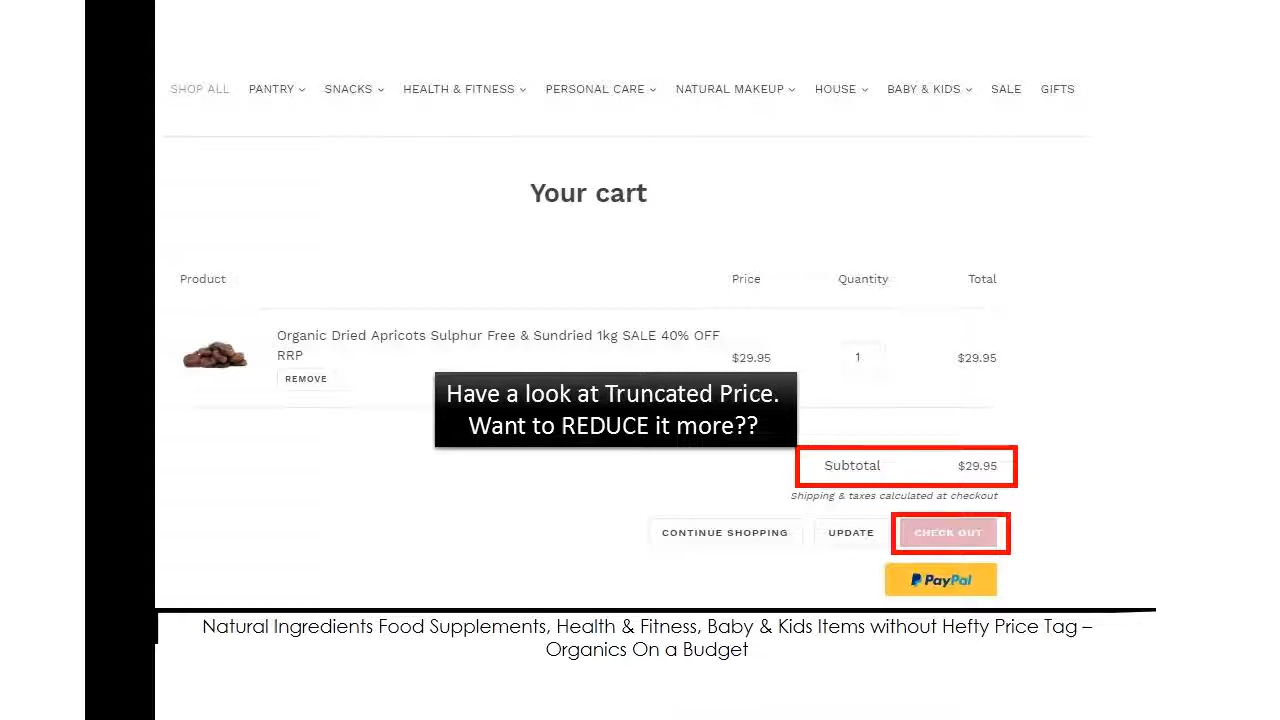 SHOP ALL PANTRY SNACKS HEALTH & FITNESS PERSONAL CARE NATURAL MAKEUP HOUSE BABY & KIDS SALE GIFTS
Your cart
Product Price Quantity Total
Organic Dried Apricots Sulphur Free & Sundried 1kg SALE 40% OFF
RRP
$29.95 1 $29.95
REMOVE
Have a look at Truncated Price.
Want to REDUCE it more??
Subtotal $29.95
Shipping & taxes calculated at checkout
CONTINUE SHOPPING UPDATE CHECK OUT
PayPal
Natural Ingredients Food Supplements, Health & Fitness, Baby & Kids Items without Hefty Price Tag –
Organics On a Budget